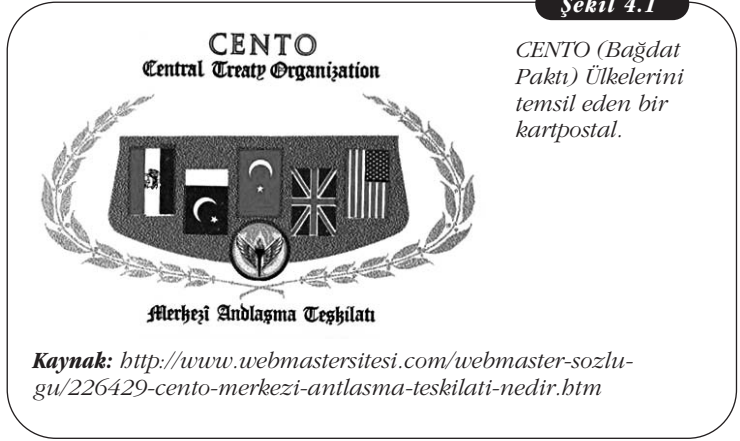 Şekil 4.1
CENTO
Central Treaty Organization
CENTO (Bağdat
Paktı) Ülkelerini
temsil eden bir
kartpostal.
Merkezî Andlaşma Teşkilatı
Kaynak: http://www.webmastersitesi.com/webmaster-sozlu-
gu/226429-cento-merkezi-antlasma-teskilati-nedir.htm